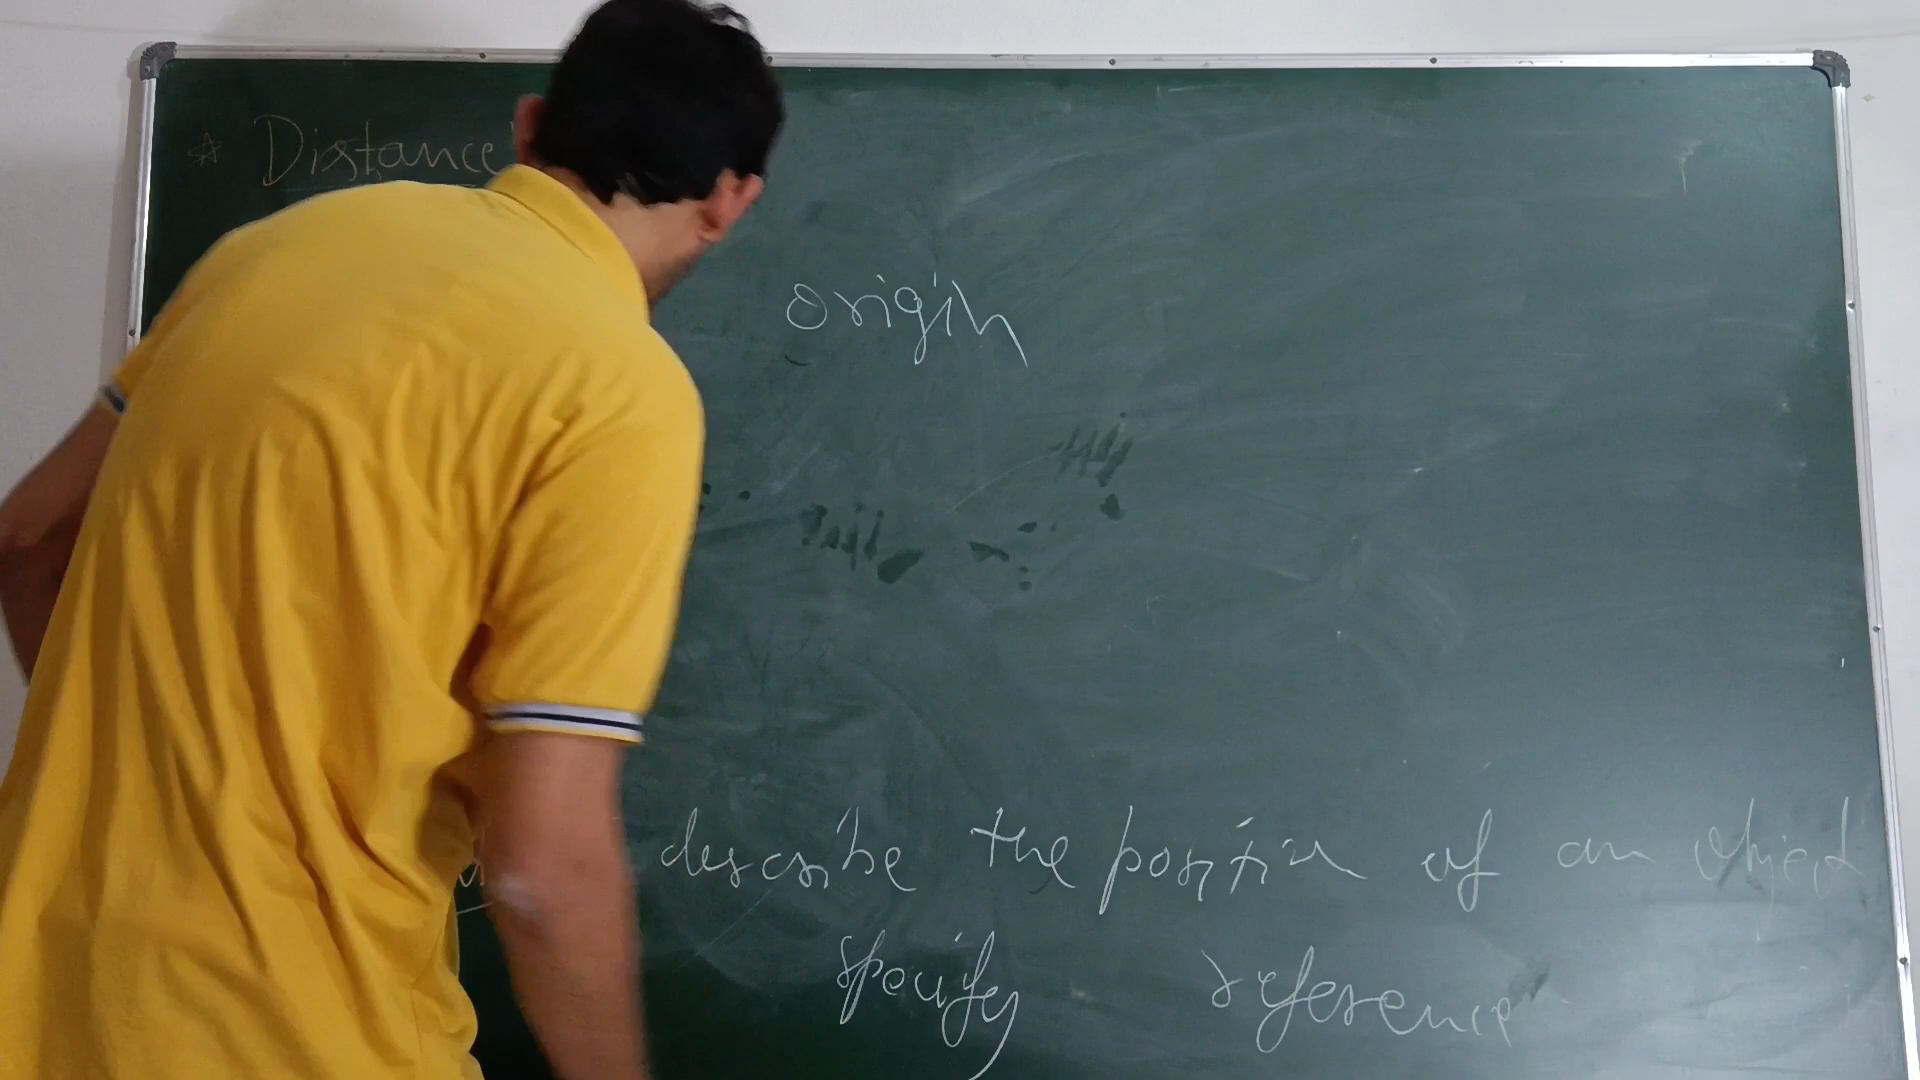 * Distance
origin
describe the position of an object
specify reference